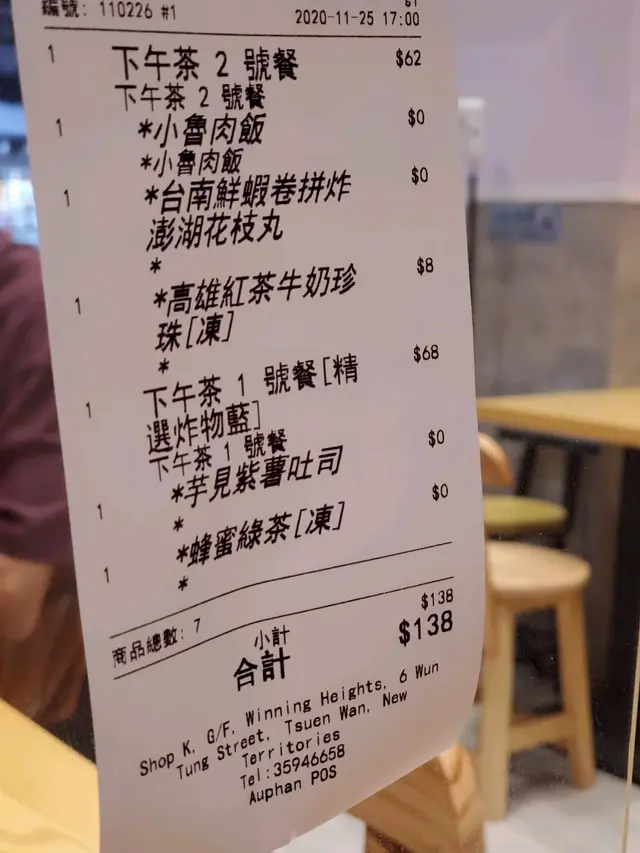 編號: 110226 #1
2020-11-25 17:00
1 下午茶 2 號餐 $62
下午茶 2 號餐
1 *小魯肉飯 $0
*小魯肉飯
1 *台南鮮蝦卷拼炸 $0
澎湖花枝丸
*
1 *高雄紅茶牛奶珍 $8
珠[凍]
*
1 下午茶 1 號餐[精 $68
選炸物藍]
下午茶 1 號餐
1 *芋見紫薯吐司 $0
*
1 *蜂蜜綠茶[凍] $0
*
商品總數: 7
小計 $138
合計 $138
Shop K, G/F, Winning Heights, 6 Wun
Tung Street, Tsuen Wan, New
Territories
Tel:35946658
Auphan POS